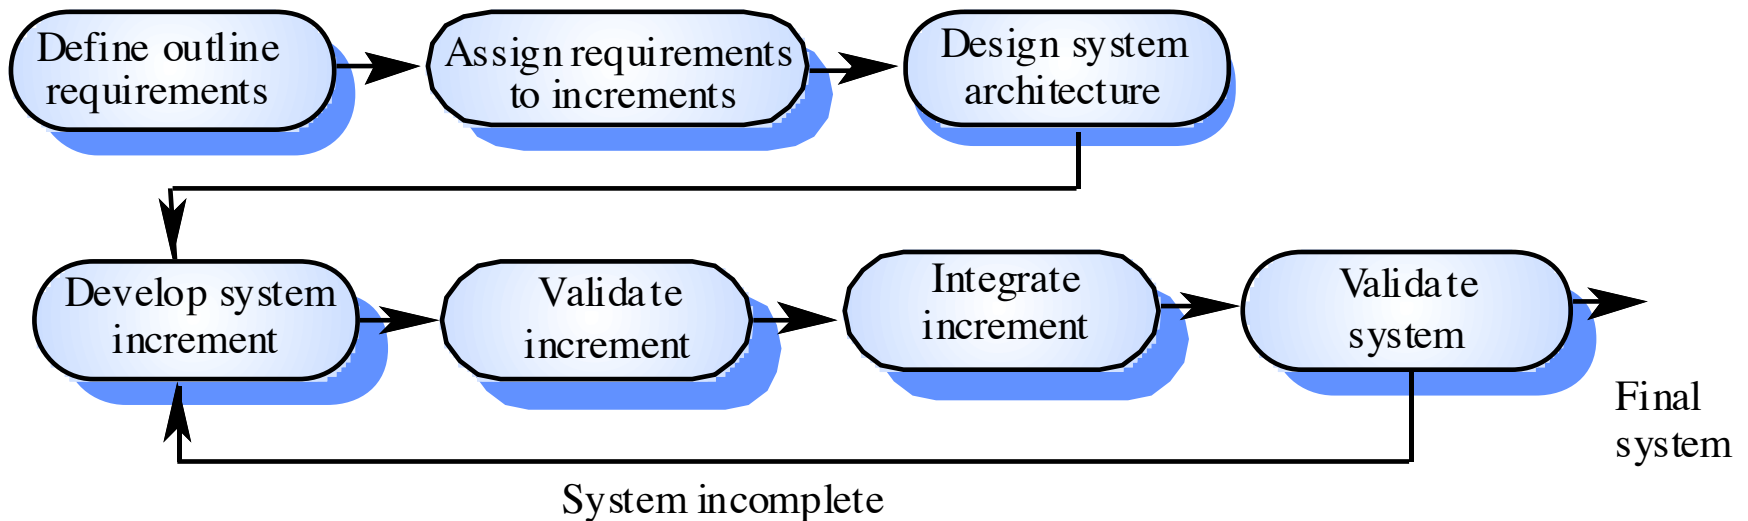 Define outline
requirements
Assign requirements
to increments
Design system
architecture
Develop system
increment
Validate
increment
Integrate
increment
Validate
system
Final
system
System incomplete